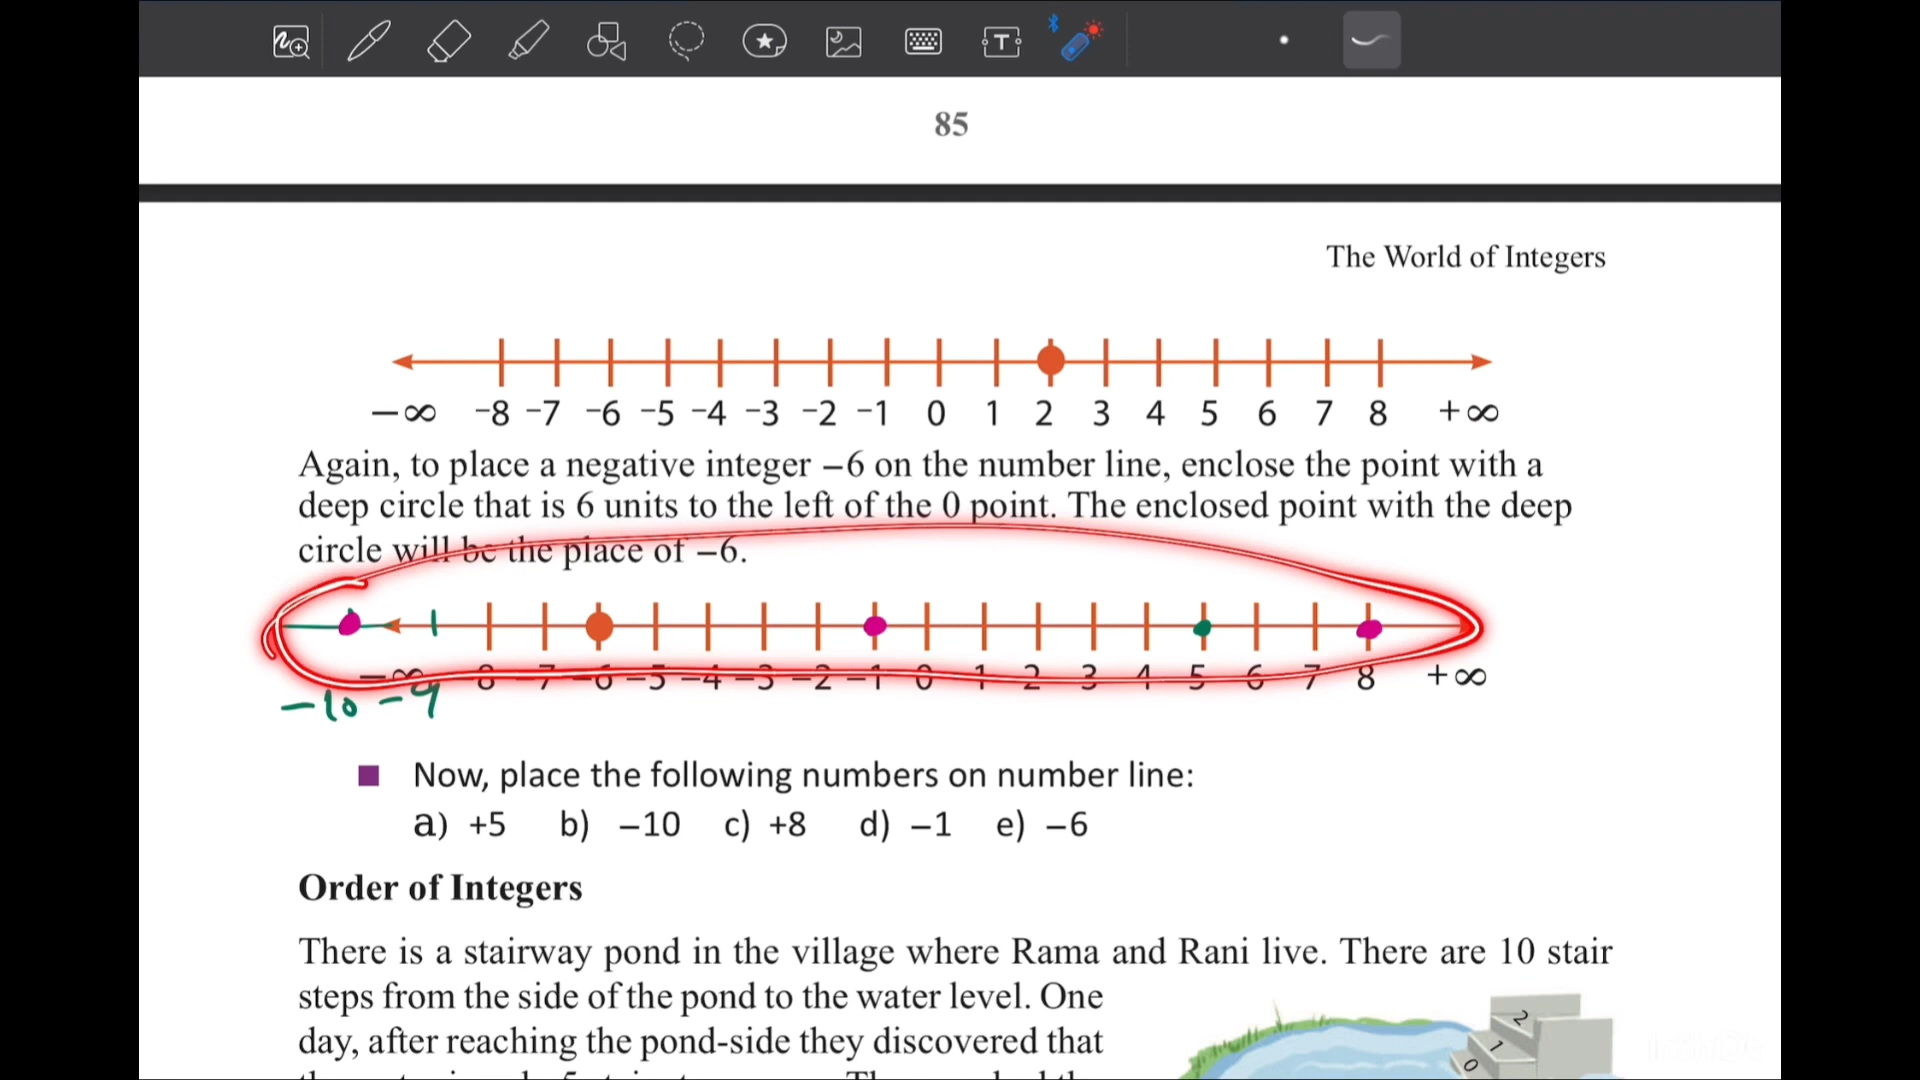 85
The World of Integers
−∞ −8 −7 −6 −5 −4 −3 −2 −1 0 1 2 3 4 5 6 7 8 +∞
Again, to place a negative integer −6 on the number line, enclose the point with a
deep circle that is 6 units to the left of the 0 point. The enclosed point with the deep
circle will be the place of −6.
−∞ −8 −7 −6 −5 −4 −3 −2 −1 0 1 2 3 4 5 6 7 8 +∞
−10 −9
Now, place the following numbers on number line:
a) +5 b) −10 c) +8 d) −1 e) −6
Order of Integers
There is a stairway pond in the village where Rama and Rani live. There are 10 stair
steps from the side of the pond to the water level. One
day, after reaching the pond-side they discovered that
2
1
0